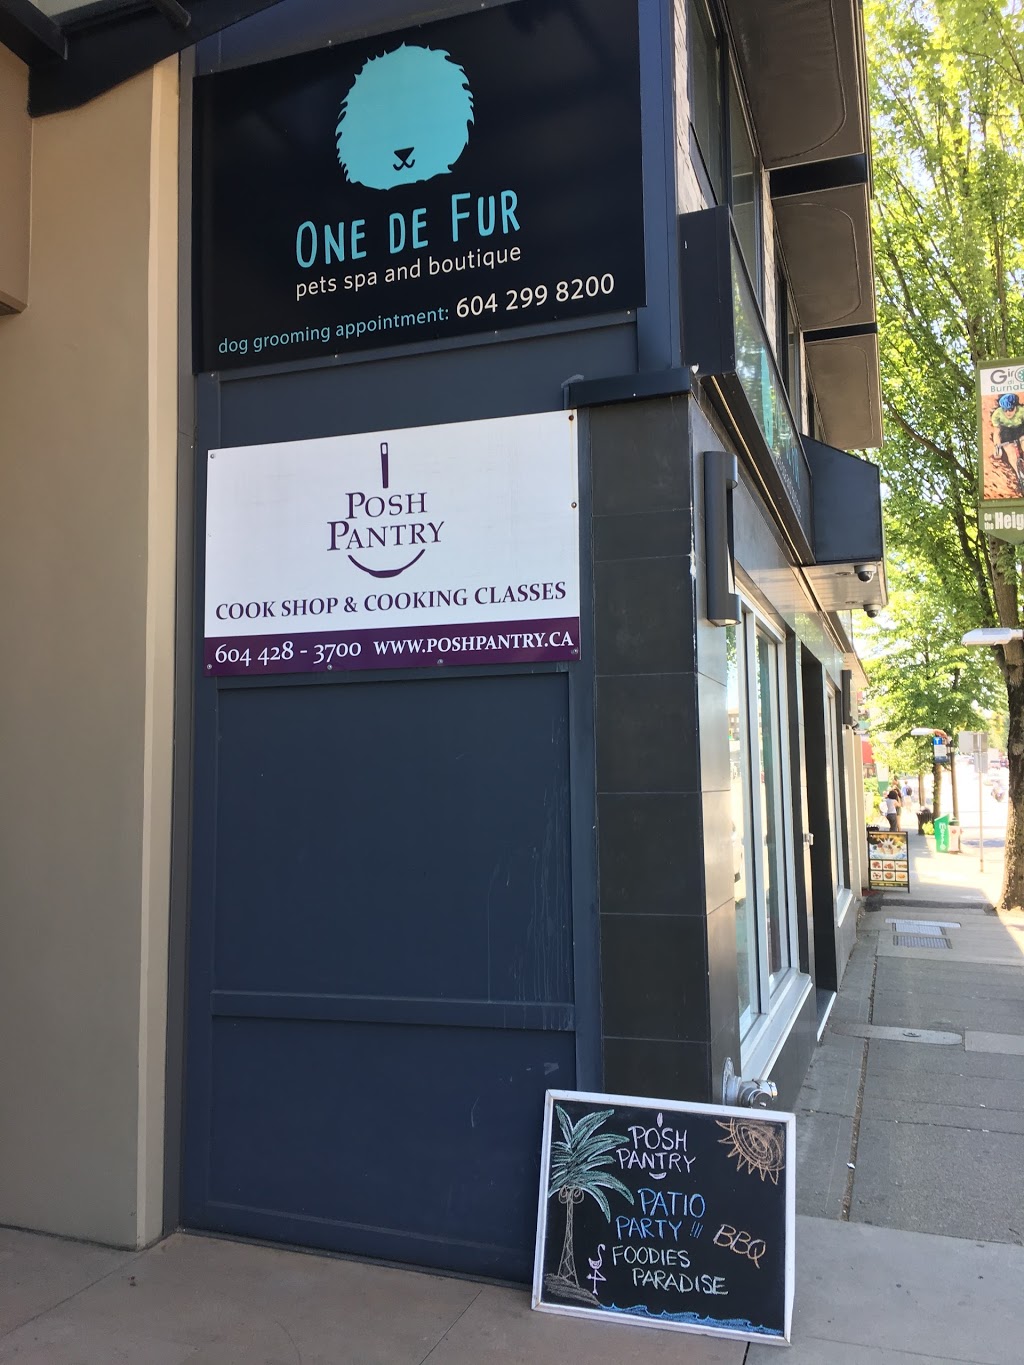 ONE DE FUR
pets spa and boutique
dog grooming appointment: 604 299 8200
POSH
PANTRY
COOK SHOP & COOKING CLASSES
604 428 - 3700 WWW.POSHPANTRY.CA
POSH
PANTRY
PATIO
PARTY !!!
BBQ
FOODIES
PARADISE